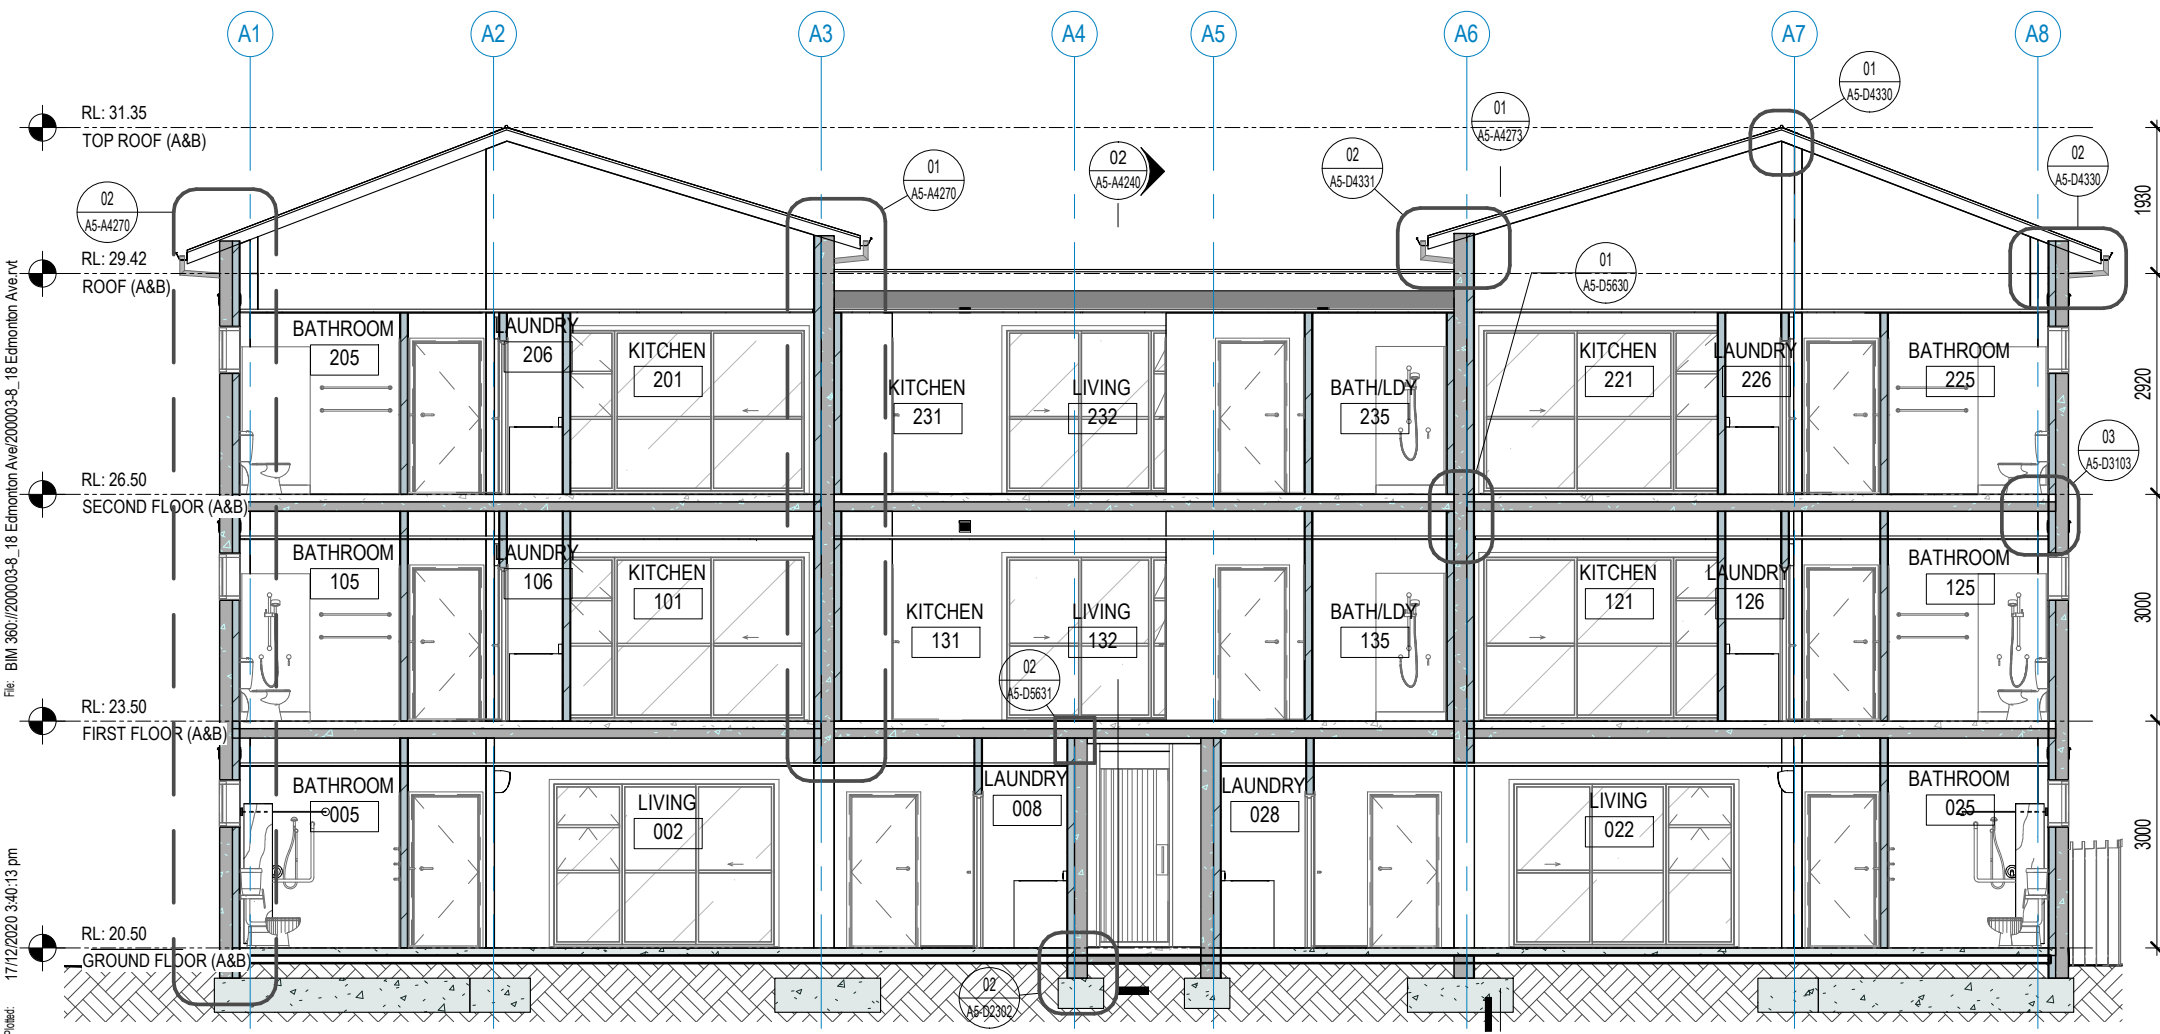 A1 A2 A3 A4 A5 A6 A7 A8
RL: 31.35
TOP ROOF (A&B)
01
A5-D4330
01
A5-A4273
02
A5-A4240
02
A5-D4331
02
A5-D4330
01
A5-A4270
02
A5-A4270
1930
RL: 29.42
ROOF (A&B)
01
A5-D5630
BATHROOM
205
LAUNDRY
206
KITCHEN
201
KITCHEN
231
LIVING
232
BATH/LDY
235
KITCHEN
221
LAUNDRY
226
BATHROOM
225
2920
03
A5-D3103
RL: 26.50
SECOND FLOOR (A&B)
BATHROOM
105
LAUNDRY
106
KITCHEN
101
KITCHEN
131
LIVING
132
BATH/LDY
135
KITCHEN
121
LAUNDRY
126
BATHROOM
125
3000
02
A5-D5631
RL: 23.50
FIRST FLOOR (A&B)
BATHROOM
005
LIVING
002
LAUNDRY
008
LAUNDRY
028
LIVING
022
BATHROOM
025
3000
RL: 20.50
GROUND FLOOR (A&B)
02
A5-D2302
File: BIM 360://200003-8_18 Edmonton Ave/200003-8_18 Edmonton Ave.rvt
Plotted: 17/12/2020 3:40:13 pm